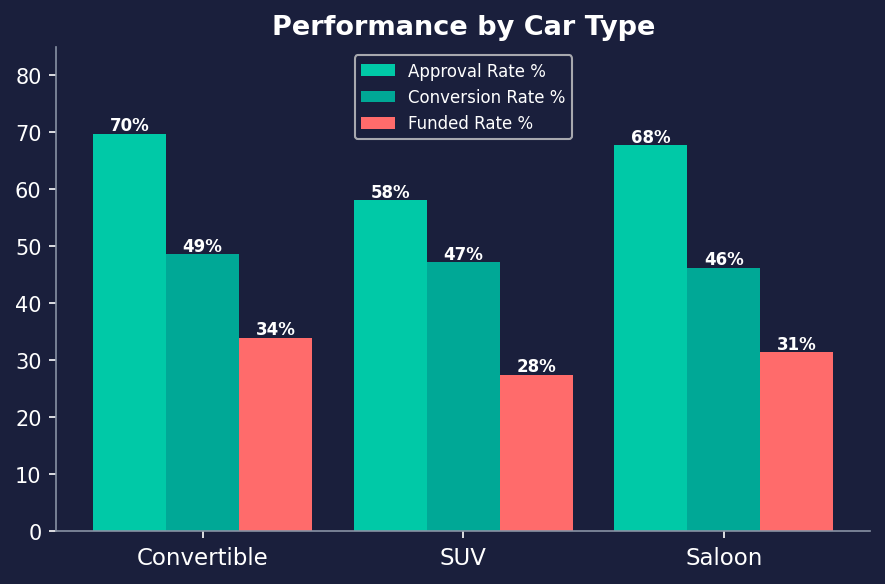 Performance by Car Type
Approval Rate %
Conversion Rate %
Funded Rate %
80
70
60
50
40
30
20
10
0
70%
49%
34%
58%
47%
28%
68%
46%
31%
Convertible
SUV
Saloon